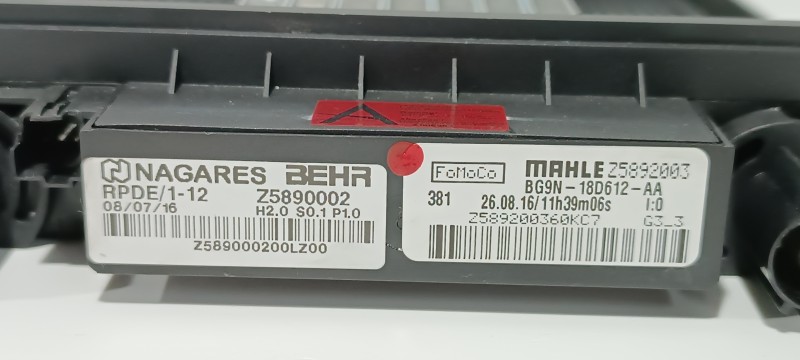 NAGARES BEHR
RPDE/1-12 Z5890002
08/07/16 H2.0 S0.1 P1.0
Z589000200LZ00
FoMoCo MAHLE Z5892003
BG9N-18D612-AA
381 26.08.16/11h39m06s I:0
Z589200360KC7 G3_3